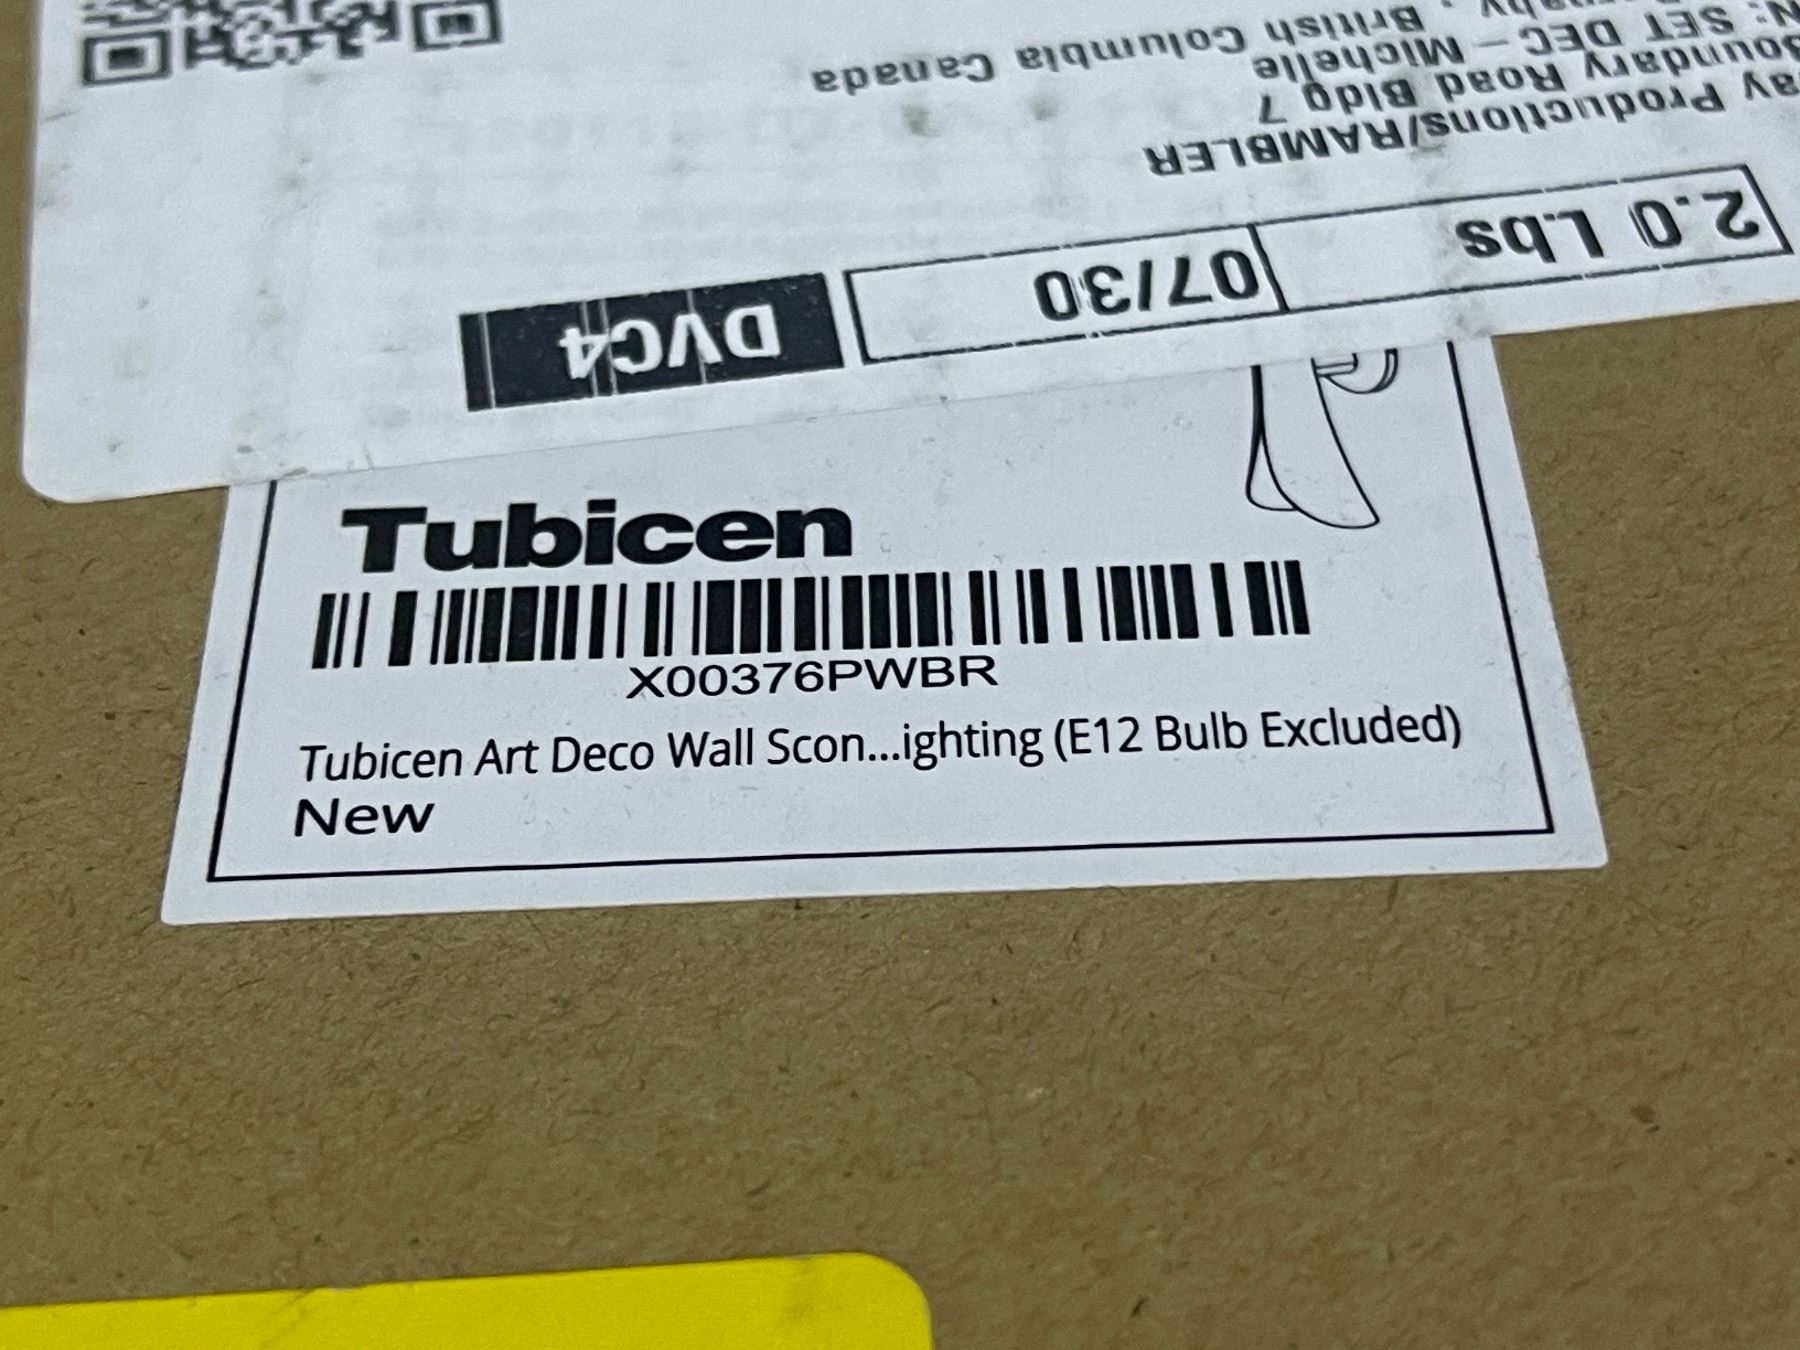 2.0 Lbs
07/30
DVC4
Productions/RAMBLER
Boundary Road Bldg 7
SET DEC - Michelle
British Columbia Canada
Tubicen
X00376PWBR
Tubicen Art Deco Wall Scon...ighting (E12 Bulb Excluded)
New